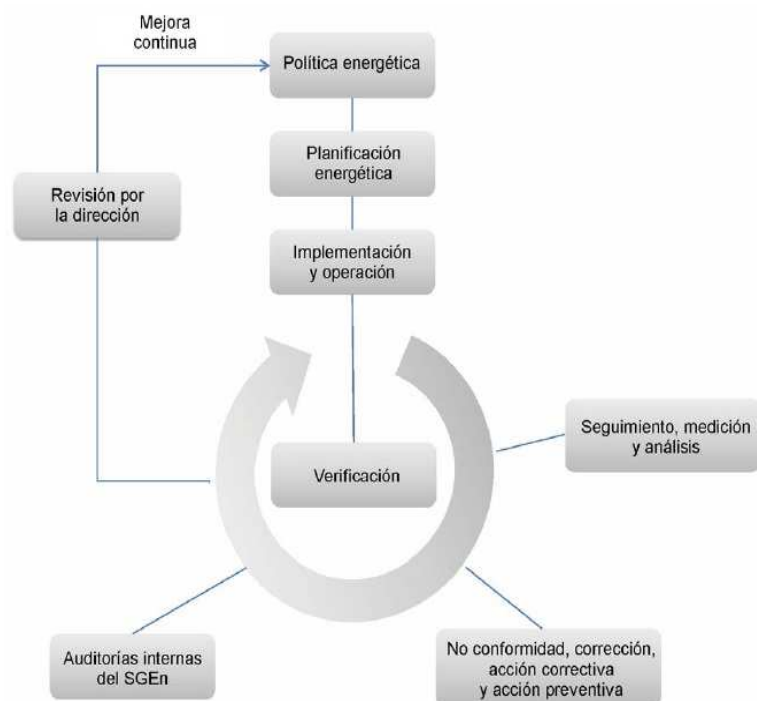 Mejora
continua
Política energética
Planificación
energética
Revisión por
la dirección
Implementación
y operación
Seguimiento, medición
y análisis
Verificación
Auditorías internas
del SGEn
No conformidad, corrección,
acción correctiva
y acción preventiva